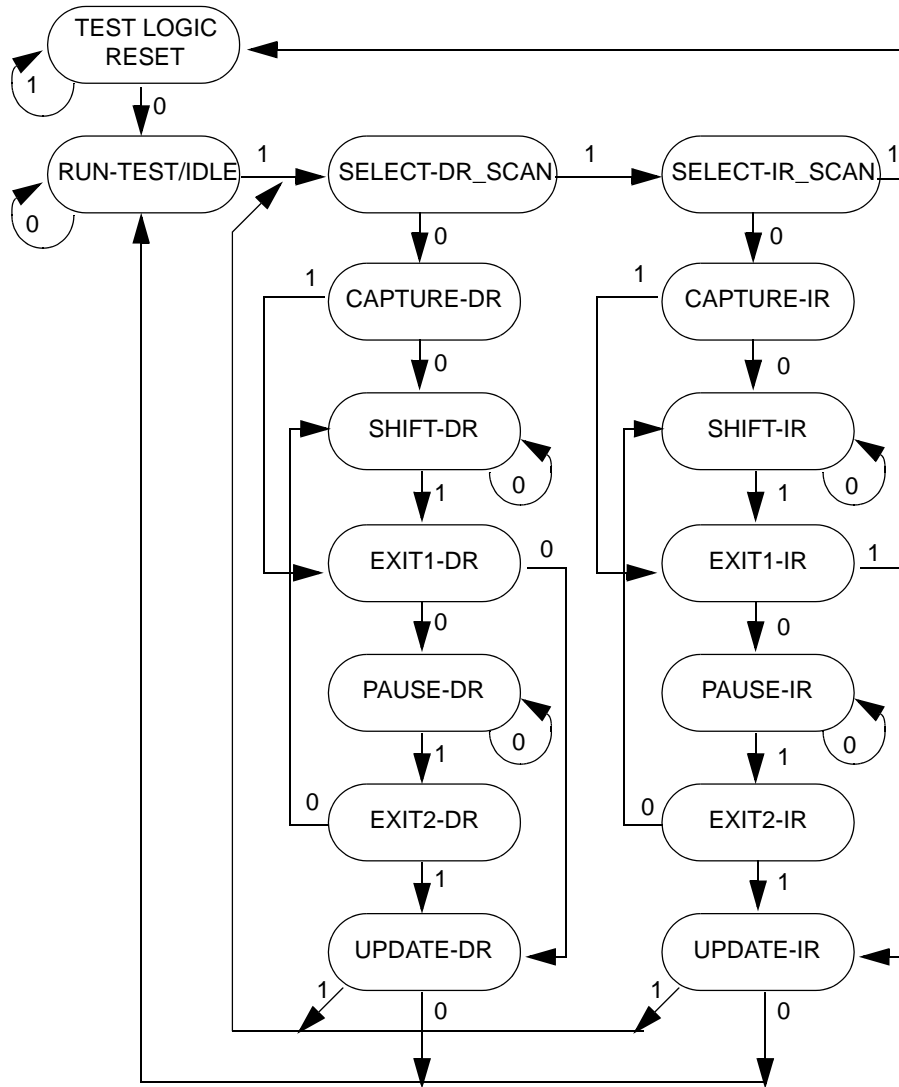 TEST LOGIC
RESET
1
0
RUN-TEST/IDLE 1 SELECT-DR_SCAN 1 SELECT-IR_SCAN 1
0
0 0
1 CAPTURE-DR 1 CAPTURE-IR
0 0
SHIFT-DR SHIFT-IR
0 0
1 1
EXIT1-DR 0 EXIT1-IR 1
0 0
PAUSE-DR PAUSE-IR
0 0
1 1
0 EXIT2-DR 0 EXIT2-IR
1 1
UPDATE-DR UPDATE-IR
1 0 1 0